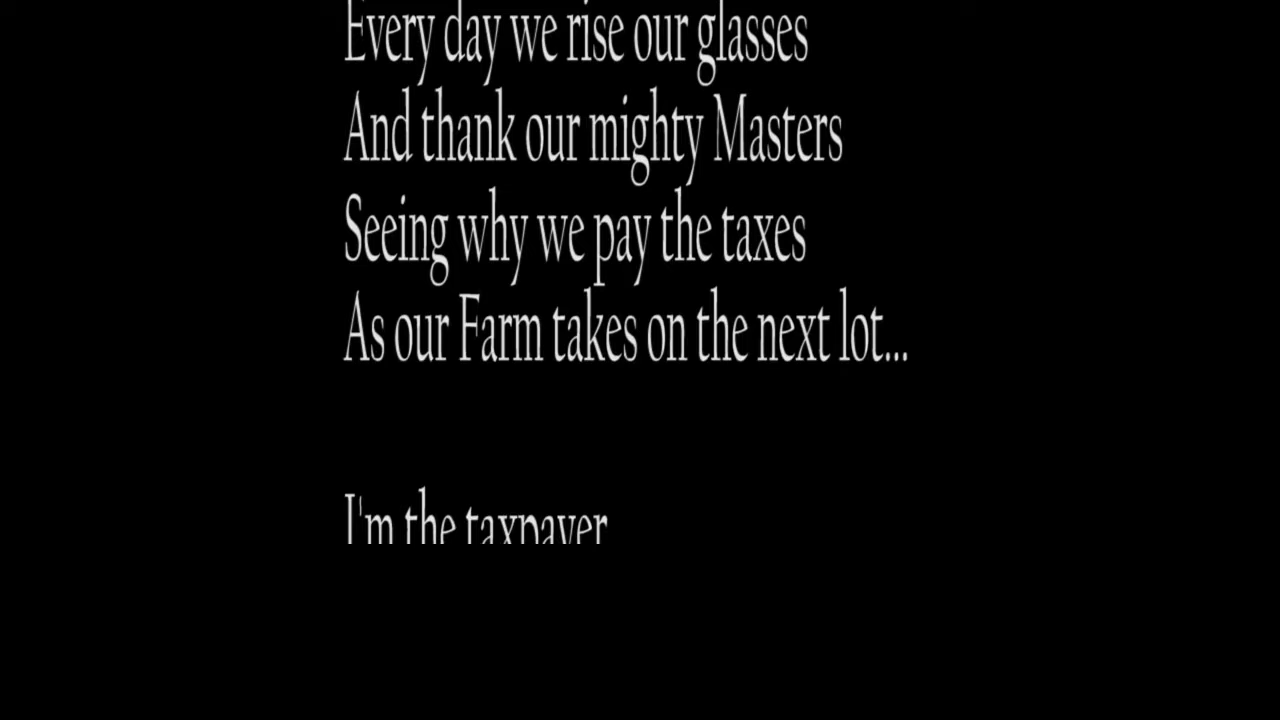 Every day we rise our glasses
And thank our mighty Masters
Seeing why we pay the taxes
As our Farm takes on the next lot...
I'm the taxpayer